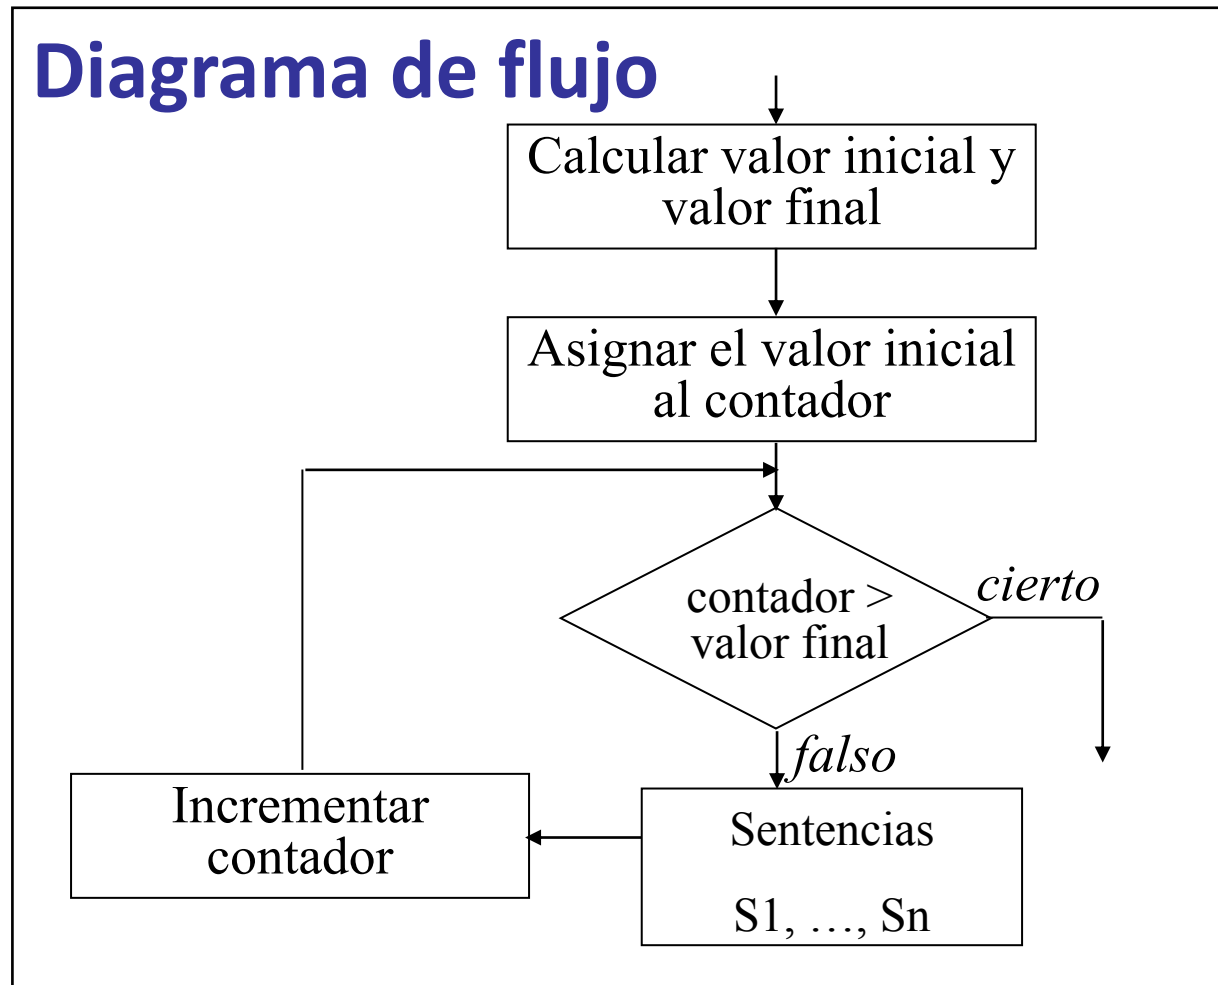 Diagrama de flujo
Calcular valor inicial y
valor final
Asignar el valor inicial
al contador
contador >
valor final
cierto
falso
Incrementar
contador
Sentencias
S1, …, Sn